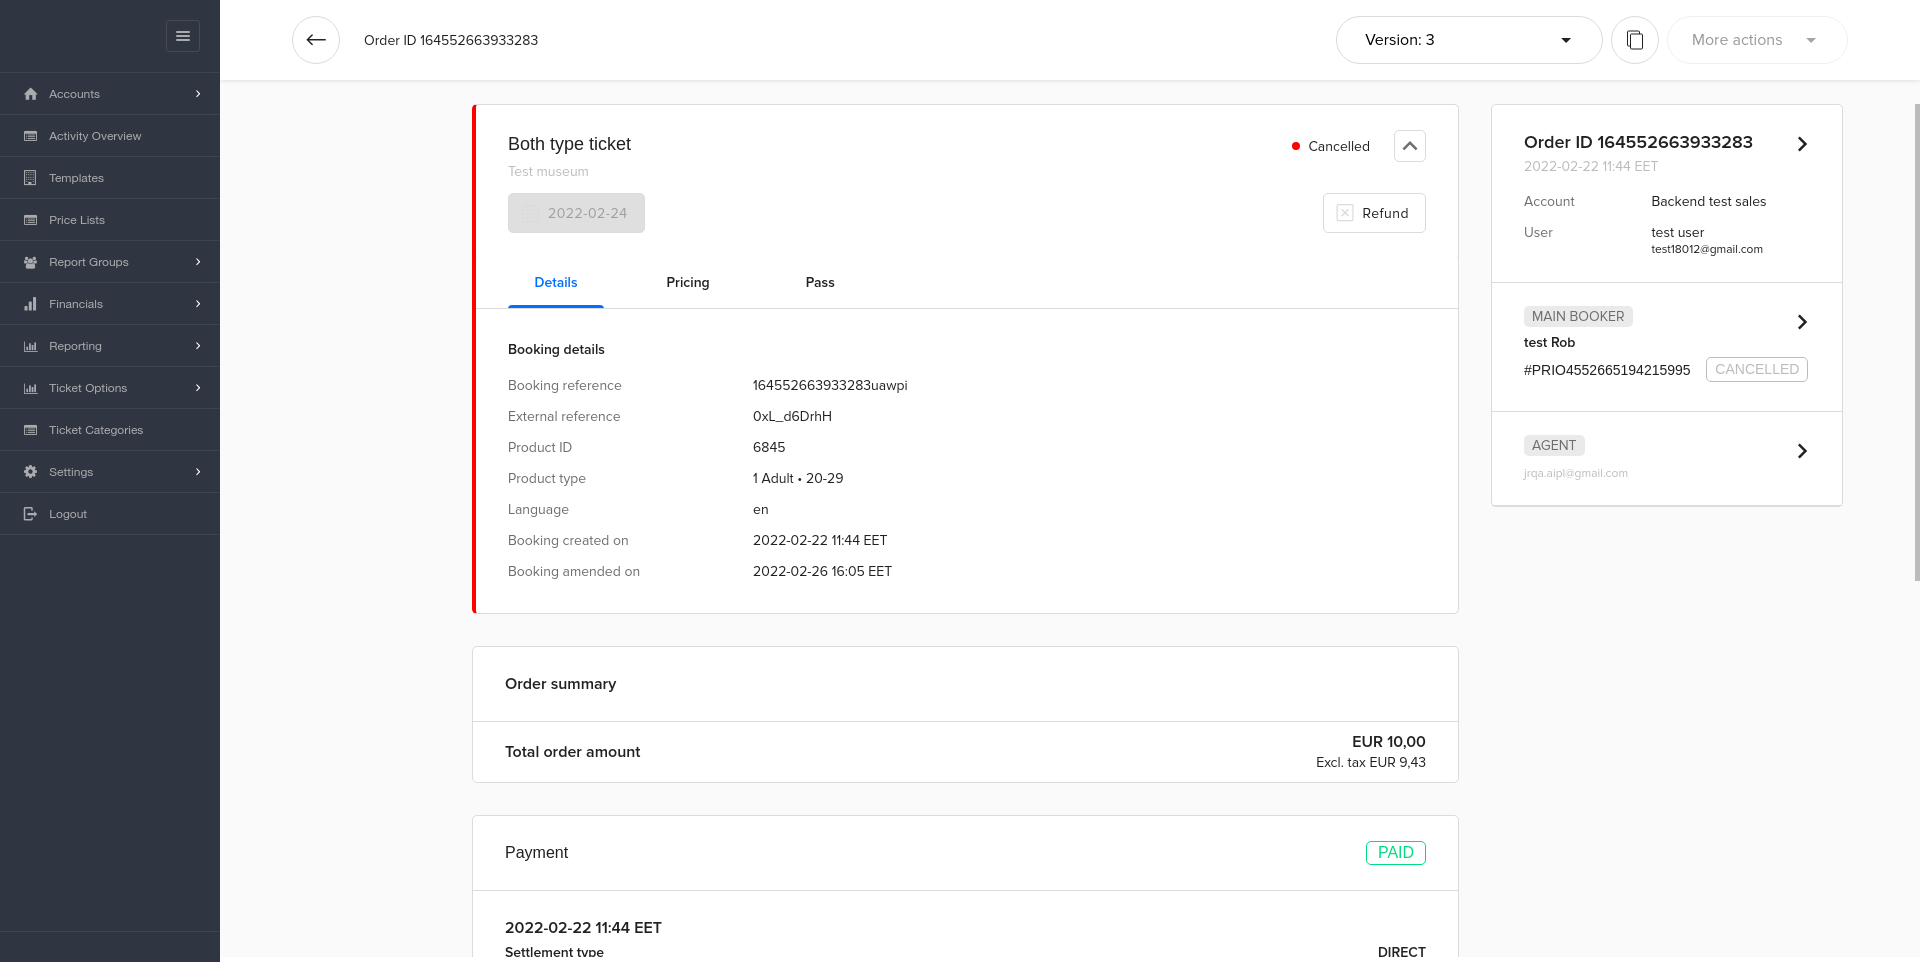 Order ID 164552663933283
Version: 3
More actions
Accounts
Activity Overview
Templates
Price Lists
Report Groups
Financials
Reporting
Ticket Options
Ticket Categories
Settings
Logout
Both type ticket
Cancelled
Test museum
2022-02-24
Refund
Details
Pricing
Pass
Booking details
Booking reference 164552663933283uawpi
External reference 0xL_d6DrhH
Product ID 6845
Product type 1 Adult • 20-29
Language en
Booking created on 2022-02-22 11:44 EET
Booking amended on 2022-02-26 16:05 EET
Order summary
Total order amount EUR 10,00
Excl. tax EUR 9,43
Payment PAID
2022-02-22 11:44 EET
Settlement type DIRECT
Order ID 164552663933283
2022-02-22 11:44 EET
Account Backend test sales
User test user
test18012@gmail.com
MAIN BOOKER
test Rob
#PRIO4552665194215995 CANCELLED
AGENT
jrqa.aipl@gmail.com